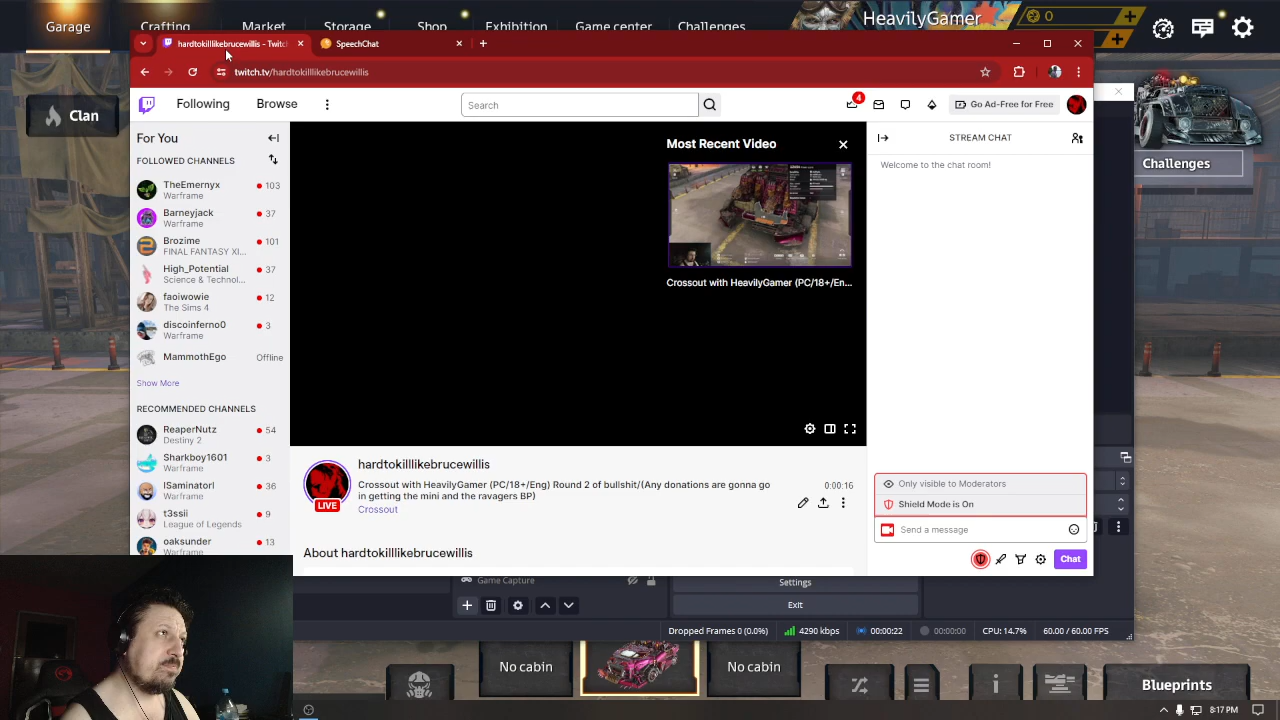 Garage
Crafting
Market
Storage
Shop
Exhibition
Game center
Challenges
HeavilyGamer
0
hardtokilllikebrucewillis - Twitch
SpeechChat
twitch.tv/hardtokilllikebrucewillis
Following
Browse
Search
4
Go Ad-Free for Free
Clan
Challenges
For You
FOLLOWED CHANNELS
TheEmernyx
103
Warframe
Barneyjack
37
Warframe
Brozime
101
FINAL FANTASY XI...
High_Potential
37
Science & Technol...
faoiwowie
12
The Sims 4
discoinferno0
3
Warframe
MammothEgo
Offline
Show More
RECOMMENDED CHANNELS
ReaperNutz
54
Destiny 2
Sharkboy1601
3
Warframe
ISaminatorI
36
Warframe
t3ssii
9
League of Legends
oaksunder
13
Most Recent Video
Crossout with HeavilyGamer (PC/18+/En...
STREAM CHAT
Welcome to the chat room!
Only visible to Moderators
Shield Mode is On
Send a message
Chat
LIVE
hardtokilllikebrucewillis
Crossout with HeavilyGamer (PC/18+/Eng) Round 2 of bullshit/(Any donations are gonna go
in getting the mini and the ravagers BP)
Crossout
0:00:16
About hardtokilllikebrucewillis
Game Capture
Settings
Exit
Dropped Frames 0 (0.0%)
4290 kbps
00:00:22
00:00:00
CPU: 14.7%
60.00 / 60.00 FPS
No cabin
No cabin
Blueprints
8:17 PM